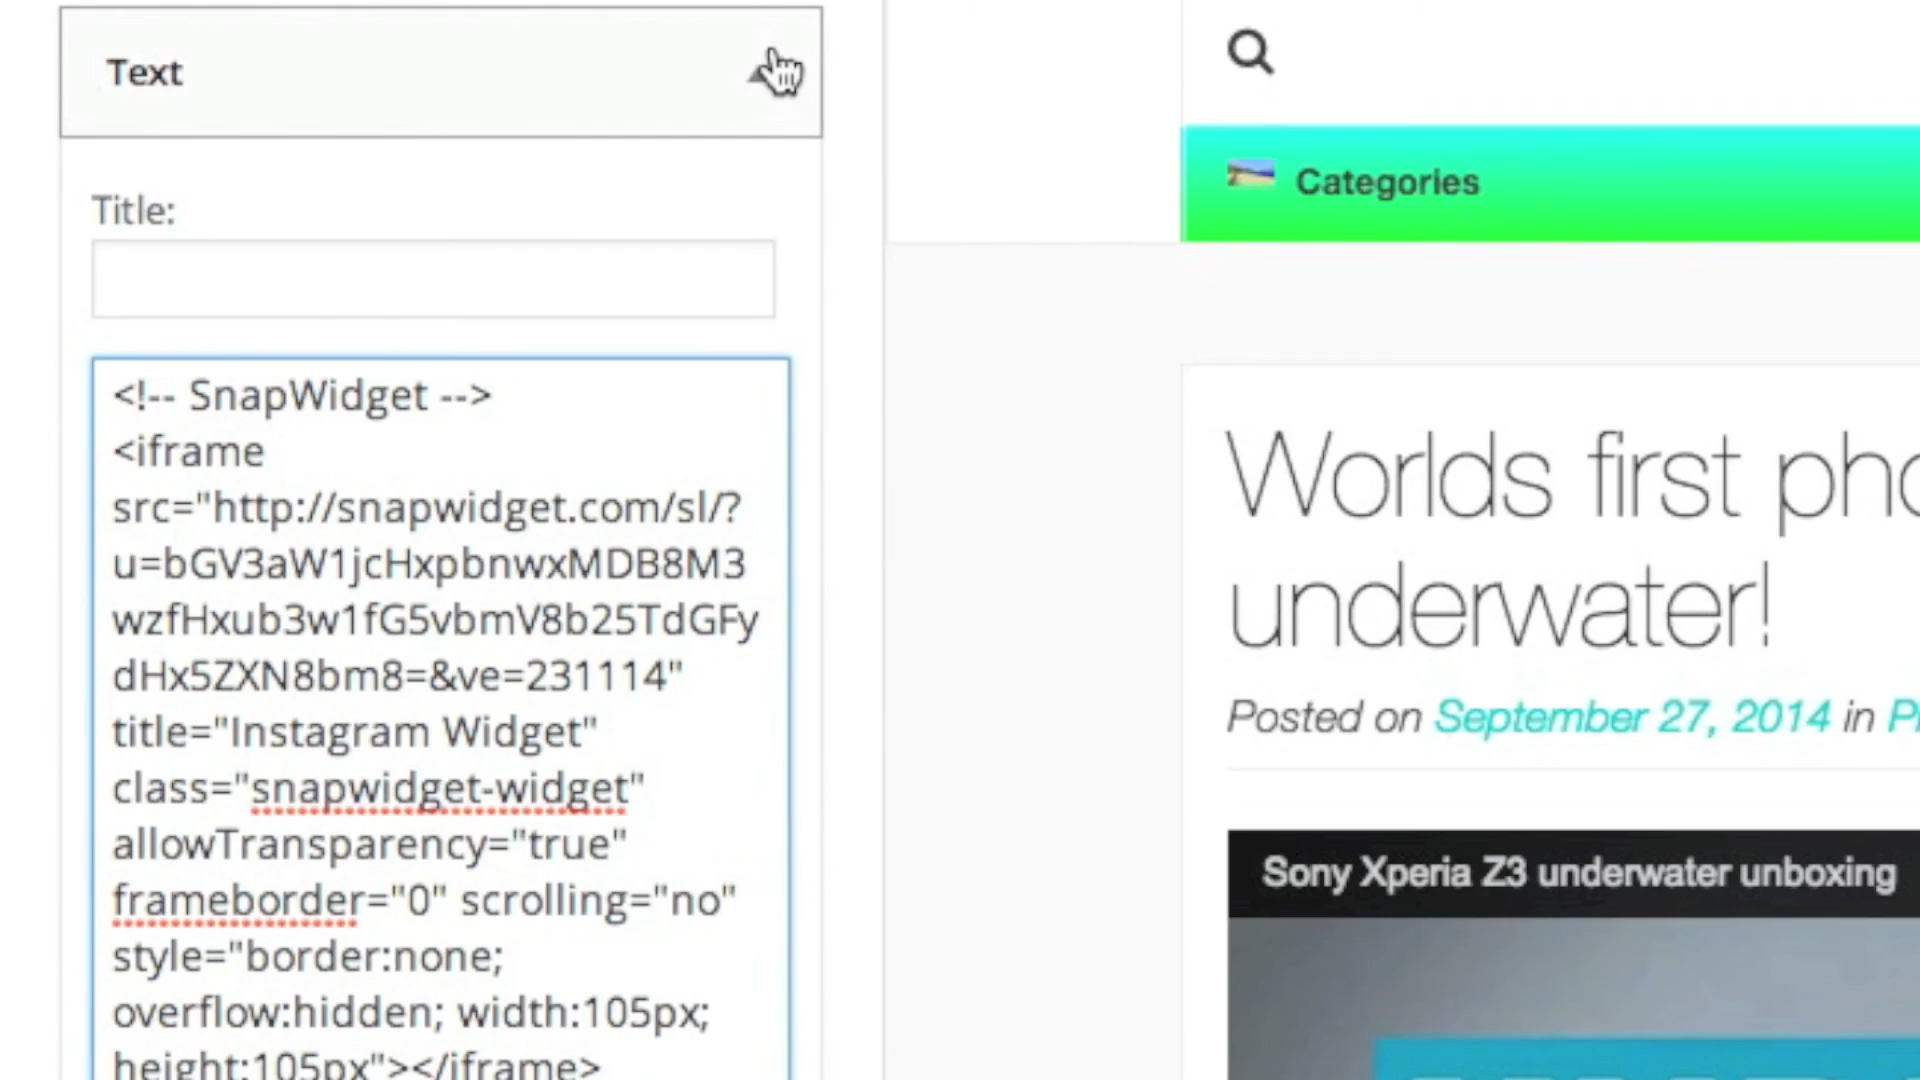 Text
Title:
<!-- SnapWidget -->
<iframe
src="http://snapwidget.com/sl/?
u=bGV3aW1jcHxpbnwxMDB8M3
wzfHxub3w1fG5vbmV8b25TdGFy
dHx5ZXN8bm8=&ve=231114"
title="Instagram Widget"
class="snapwidget-widget"
allowTransparency="true"
frameborder="0" scrolling="no"
style="border:none;
overflow:hidden; width:105px;
height:105px"></iframe>
Categories
Worlds first
underwater!
Posted on September 27, 2014 in
Sony Xperia Z3 underwater unboxing